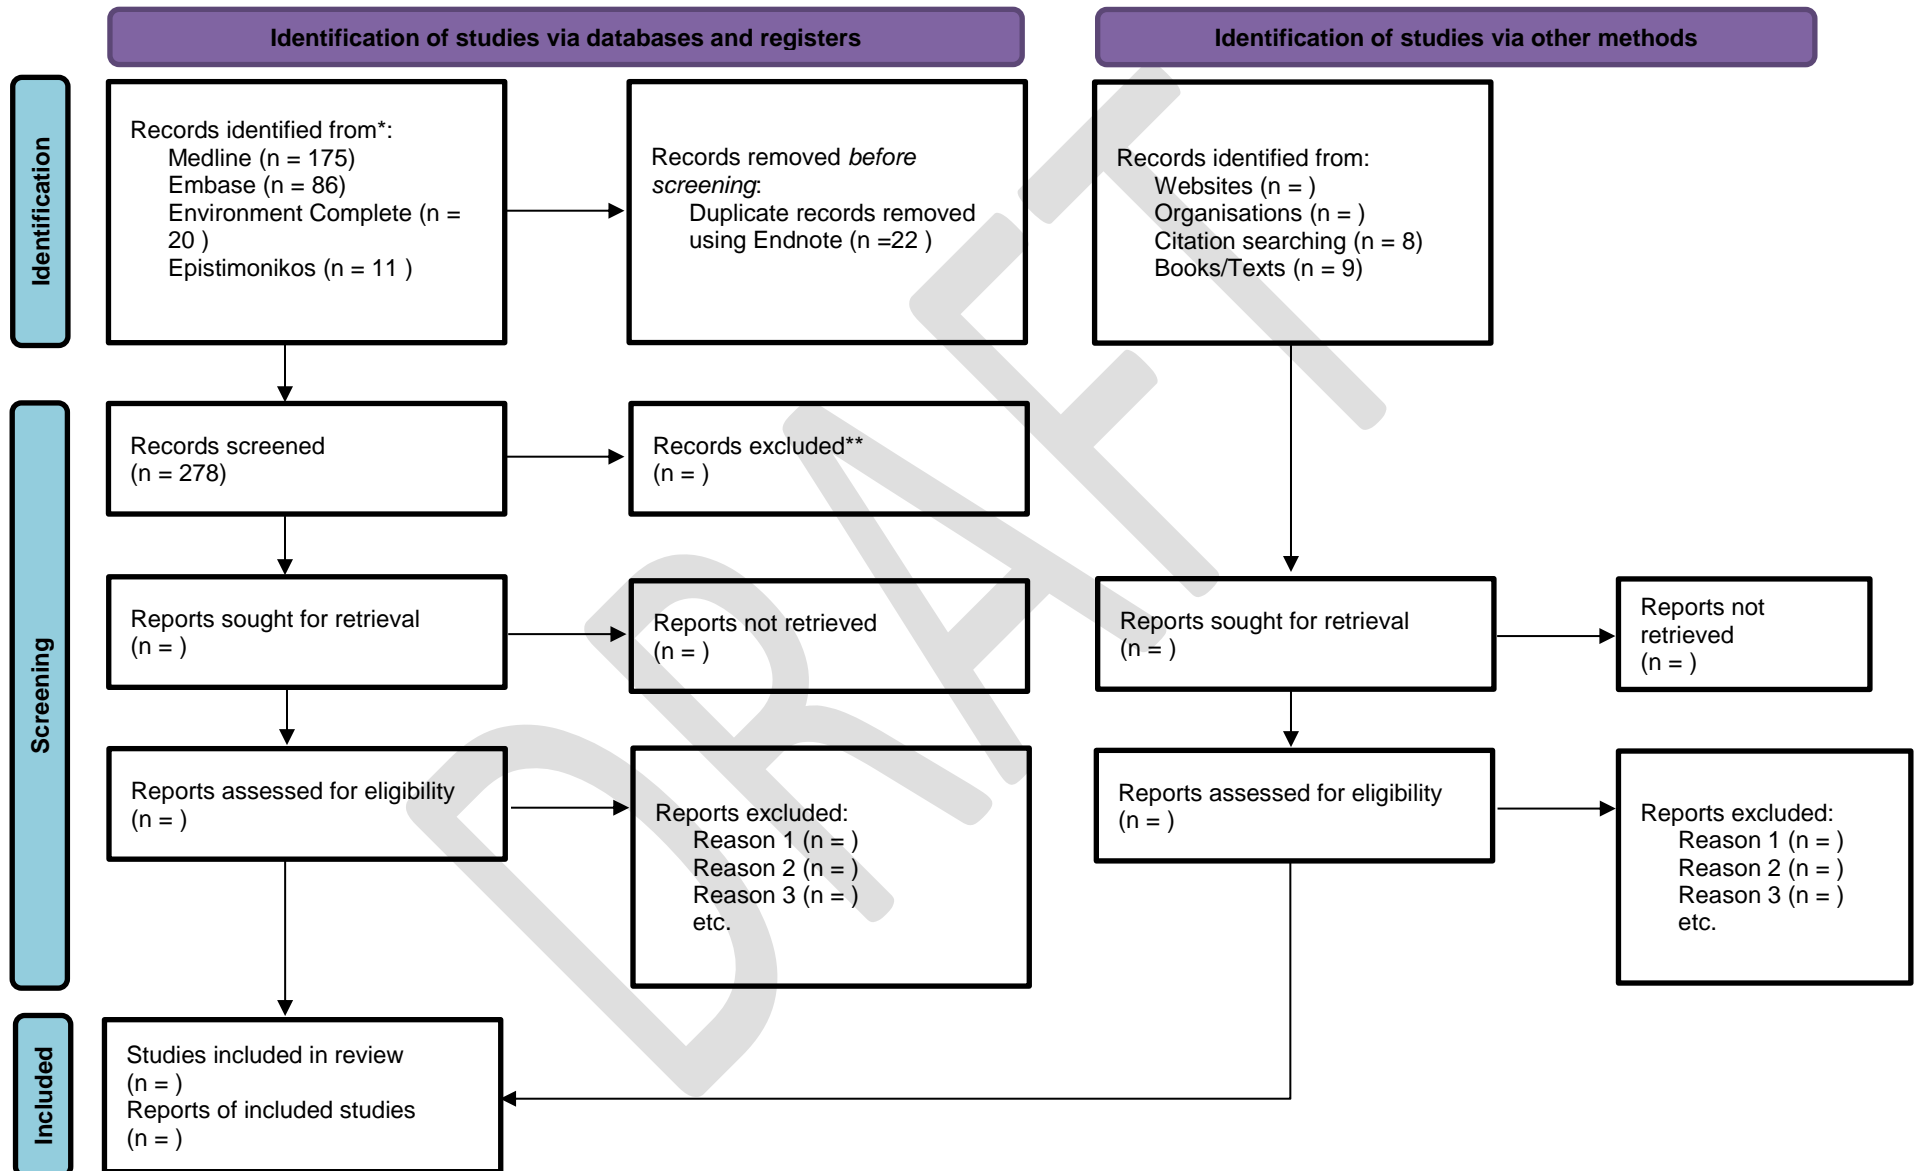 Identification of studies via databases and registers
Identification of studies via other methods
Identification
Records identified from*:
Medline (n = 175)
Embase (n = 86)
Environment Complete (n =
20 )
Epistimonikos (n = 11 )
Records removed before
screening:
Duplicate records removed
using Endnote (n =22 )
Records identified from:
Websites (n = )
Organisations (n = )
Citation searching (n = 8)
Books/Texts (n = 9)
Screening
Records screened
(n = 278)
Records excluded**
(n = )
Reports sought for retrieval
(n = )
Reports not retrieved
(n = )
Reports sought for retrieval
(n = )
Reports not
retrieved
(n = )
Reports assessed for eligibility
(n = )
Reports excluded:
Reason 1 (n = )
Reason 2 (n = )
Reason 3 (n = )
etc.
Reports assessed for eligibility
(n = )
Reports excluded:
Reason 1 (n = )
Reason 2 (n = )
Reason 3 (n = )
etc.
Included
Studies included in review
(n = )
Reports of included studies
(n = )
DRAFT